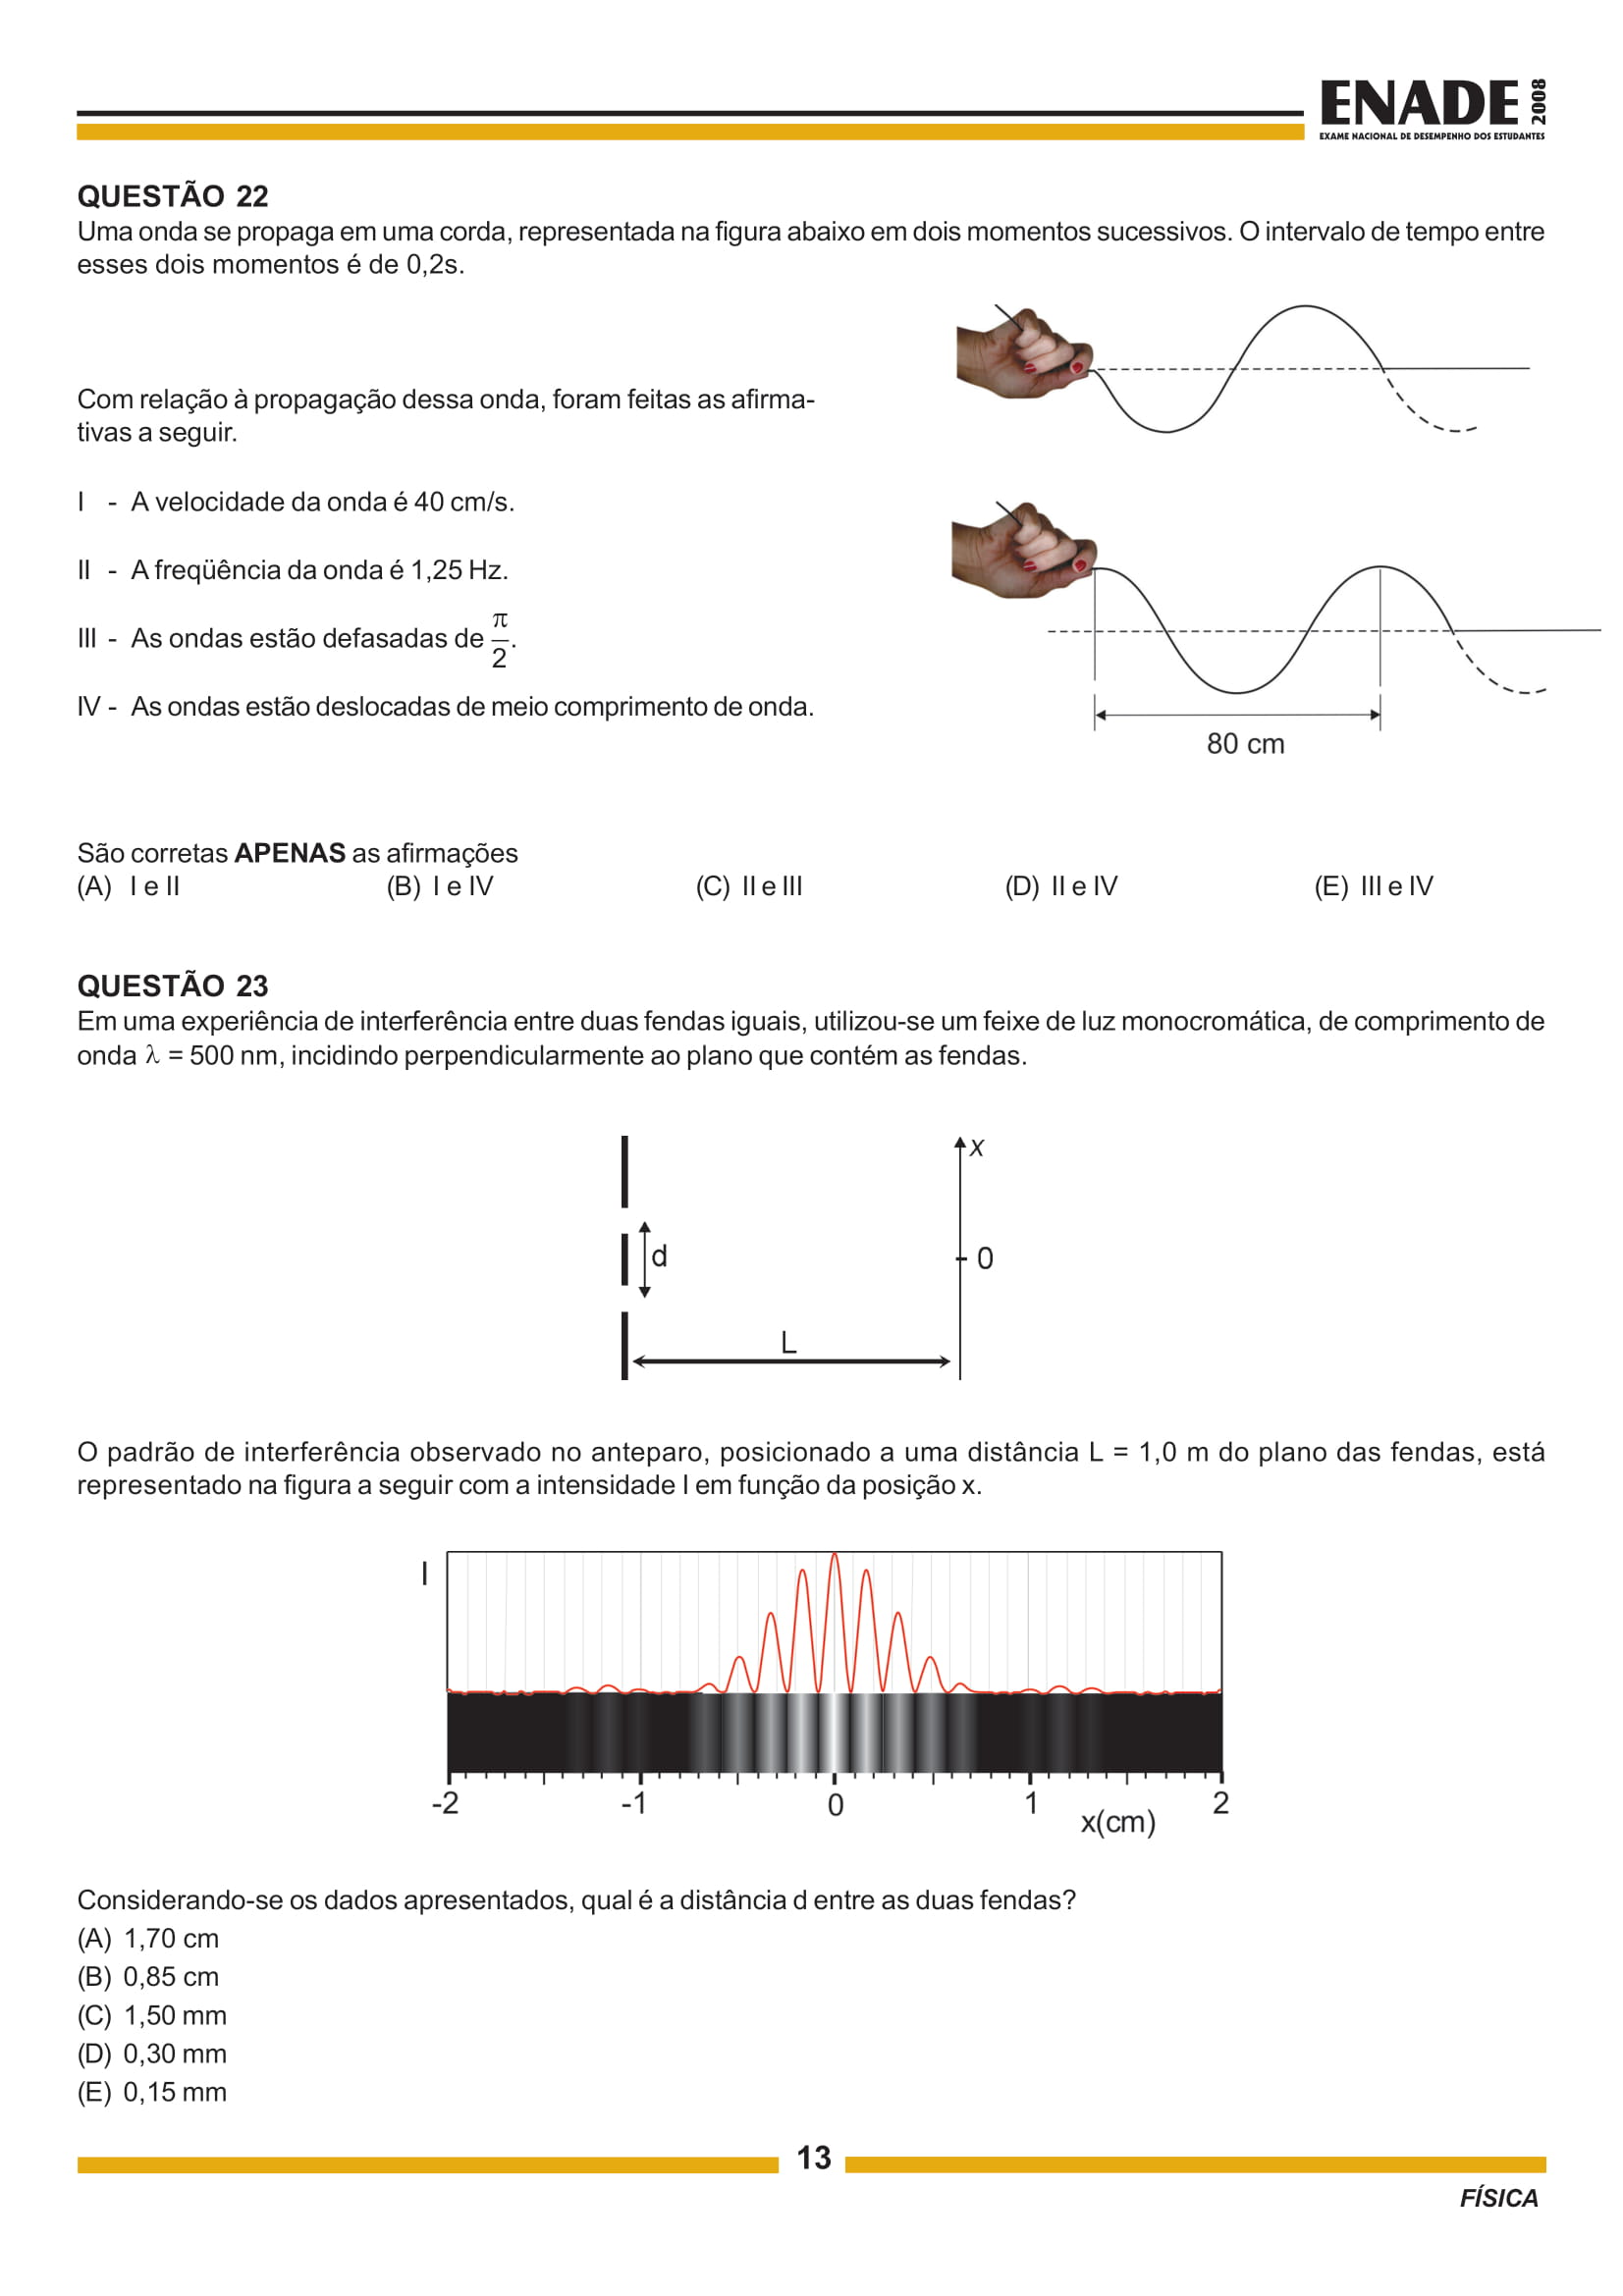 ENADE 2008
EXAME NACIONAL DE DESEMPENHO DOS ESTUDANTES
QUESTÃO 22
Uma onda se propaga em uma corda, representada na figura abaixo em dois momentos sucessivos. O intervalo de tempo entre
esses dois momentos é de 0,2s.
Com relação à propagação dessa onda, foram feitas as afirma-
tivas a seguir.
I - A velocidade da onda é 40 cm/s.
II - A freqüência da onda é 1,25 Hz.
III - As ondas estão defasadas de π/2.
IV - As ondas estão deslocadas de meio comprimento de onda.
80 cm
São corretas APENAS as afirmações
(A) I e II (B) I e IV (C) II e III (D) II e IV (E) III e IV
QUESTÃO 23
Em uma experiência de interferência entre duas fendas iguais, utilizou-se um feixe de luz monocromática, de comprimento de
onda λ = 500 nm, incidindo perpendicularmente ao plano que contém as fendas.
x
d
0
L
O padrão de interferência observado no anteparo, posicionado a uma distância L = 1,0 m do plano das fendas, está
representado na figura a seguir com a intensidade I em função da posição x.
I
-2 -1 0 1 2
x(cm)
Considerando-se os dados apresentados, qual é a distância d entre as duas fendas?
(A) 1,70 cm
(B) 0,85 cm
(C) 1,50 mm
(D) 0,30 mm
(E) 0,15 mm
13
FÍSICA